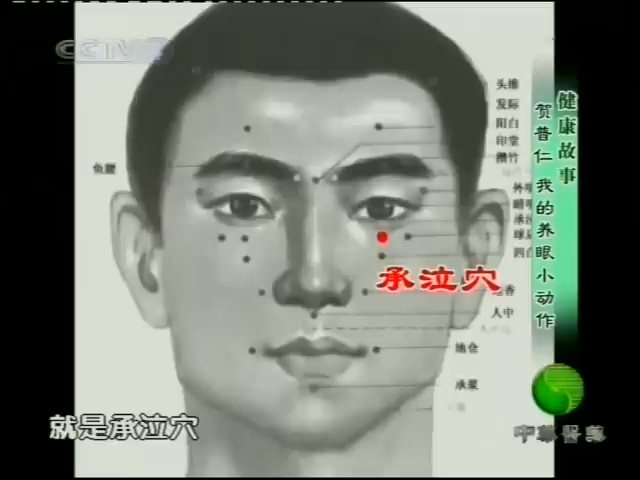 CCTV
头维
发际
阳白
印堂
攒竹
鱼腰
四白
承泣穴
人中
地仓
承浆
就是承泣穴
健康故事
贺普仁 我的养眼小动作
中华医药